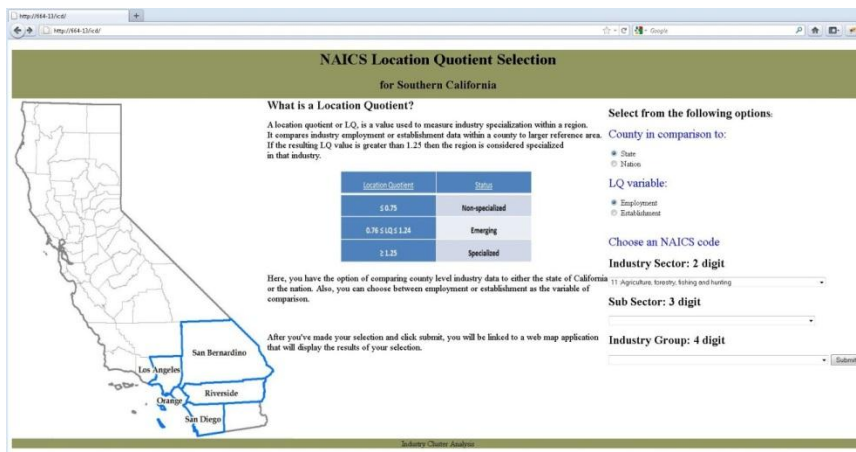 http://664-13/icd/
http://664-13/icd/
Google
NAICS Location Quotient Selection
for Southern California
What is a Location Quotient?
A location quotient or LQ, is a value used to measure industry specialization within a region.
It compares industry employment or establishment data within a county to larger reference area.
If the resulting LQ value is greater than 1.25 then the region is considered specialized
in that industry.
Location Quotient Status
≤ 0.75 Non-specialized
0.76 ≤ LQ ≤ 1.24 Emerging
≥ 1.25 Specialized
Here, you have the option of comparing county level industry data to either the state of California
or the nation. Also, you can choose between employment or establishment as the variable of
comparison.
After you've made your selection and click submit, you will be linked to a web map application
that will display the results of your selection.
San Bernardino
Los Angeles
Riverside
Orange
San Diego
Select from the following options:
County in comparison to:
State
Nation
LQ variable:
Employment
Establishment
Choose an NAICS code
Industry Sector: 2 digit
11 Agriculture, forestry, fishing and hunting
Sub Sector: 3 digit
Industry Group: 4 digit
Submit
Industry Cluster Analysis